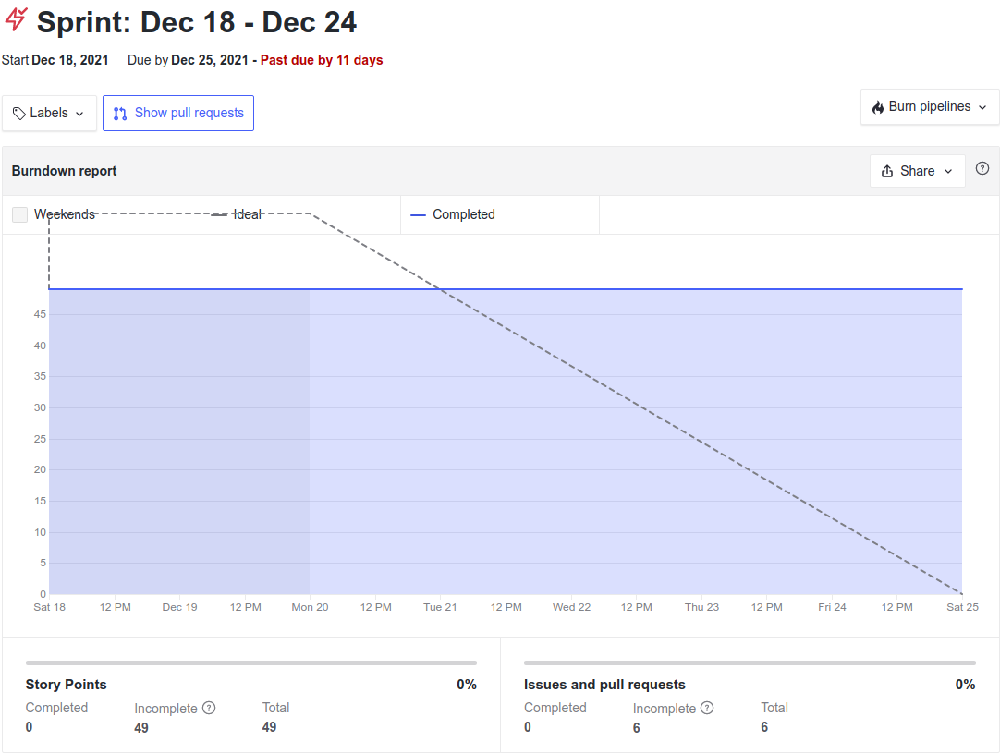 Sprint: Dec 18 - Dec 24
Start Dec 18, 2021 Due by Dec 25, 2021 - Past due by 11 days
Labels Show pull requests Burn pipelines
Burndown report Share ?
Weekends Ideal Completed
45
40
35
30
25
20
15
10
5
0
Sat 18 12 PM Dec 19 12 PM Mon 20 12 PM Tue 21 12 PM Wed 22 12 PM Thu 23 12 PM Fri 24 12 PM Sat 25
Story Points 0%
Completed Incomplete ? Total
0 49 49
Issues and pull requests 0%
Completed Incomplete ? Total
0 6 6